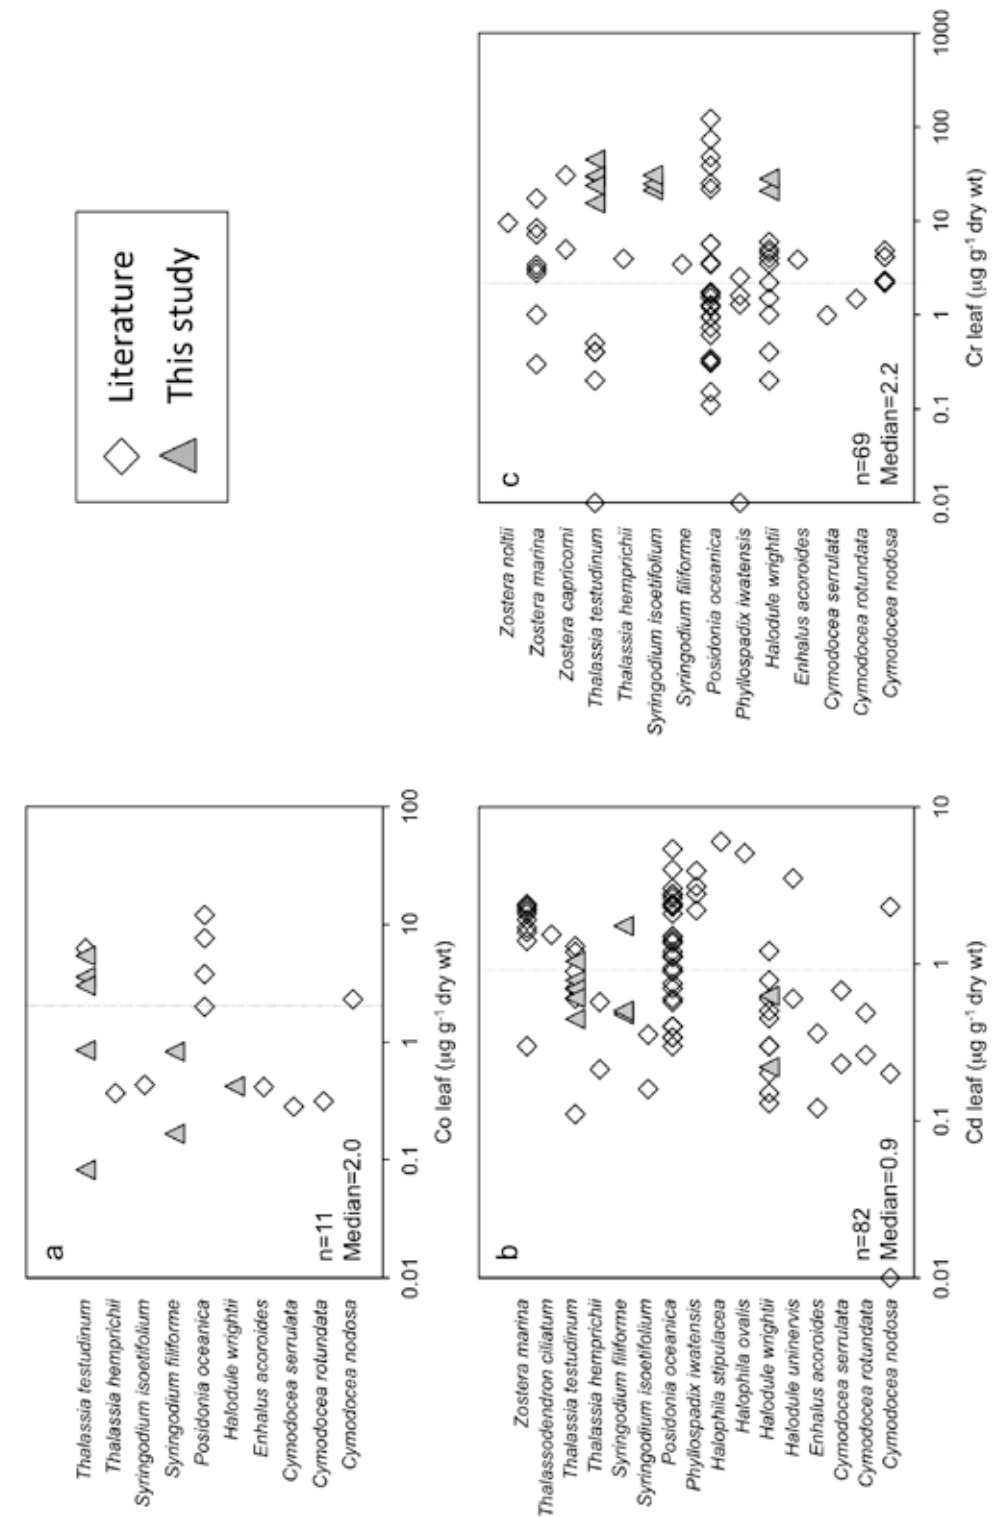 Literature
This study
a
Thalassia testudinum
Thalassia hemprichii
Syringodium isoetifolium
Syringodium filiforme
Posidonia oceanica
Halodule wrightii
Enhalus acoroides
Cymodocea serrulata
Cymodocea rotundata
Cymodocea nodosa
n=11
Median=2.0
0.01 0.1 1 10 100
Co leaf (µg g⁻¹ dry wt)
b
Zostera marina
Thalassodendron ciliatum
Thalassia testudinum
Thalassia hemprichii
Syringodium filiforme
Syringodium isoetifolium
Posidonia oceanica
Phyllospadix iwatensis
Halophila stipulacea
Halophila ovalis
Halodule wrightii
Halodule uninervis
Enhalus acoroides
Cymodocea serrulata
Cymodocea rotundata
Cymodocea nodosa
n=82
Median=0.9
0.01 0.1 1 10
Cd leaf (µg g⁻¹ dry wt)
c
Zostera noltii
Zostera marina
Zostera capricorni
Thalassia testudinum
Thalassia hemprichii
Syringodium isoetifolium
Syringodium filiforme
Posidonia oceanica
Phyllospadix iwatensis
Halodule wrightii
Enhalus acoroides
Cymodocea serrulata
Cymodocea rotundata
Cymodocea nodosa
n=69
Median=2.2
0.01 0.1 1 10 100 1000
Cr leaf (µg g⁻¹ dry wt)